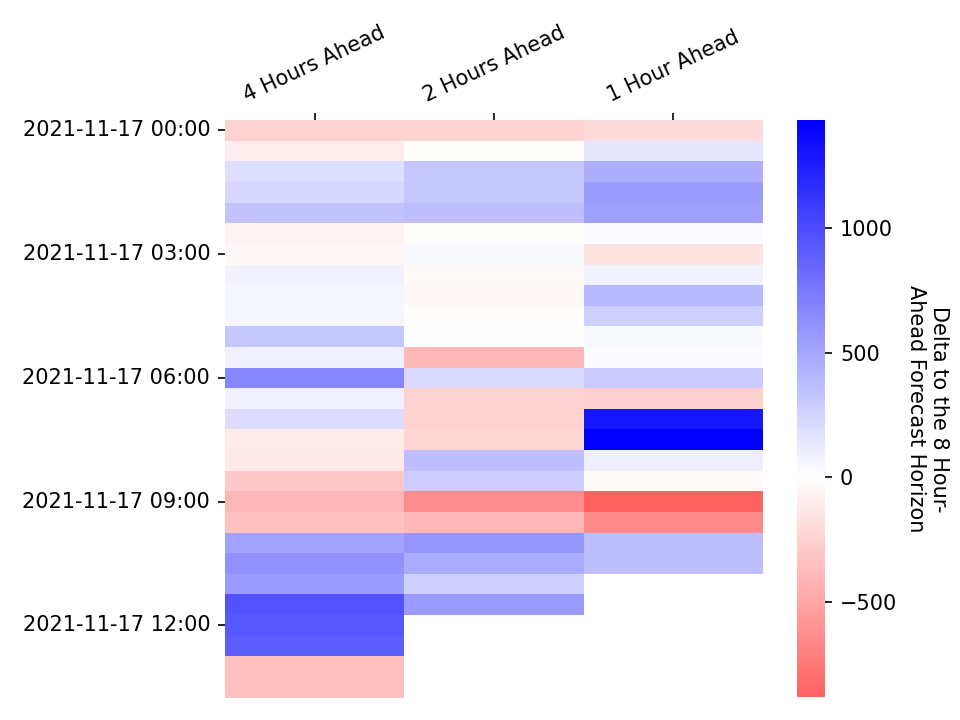 4 Hours Ahead
2 Hours Ahead
1 Hour Ahead
2021-11-17 00:00
2021-11-17 03:00
2021-11-17 06:00
2021-11-17 09:00
2021-11-17 12:00
1000
500
0
−500
Delta to the 8 Hour-
Ahead Forecast Horizon